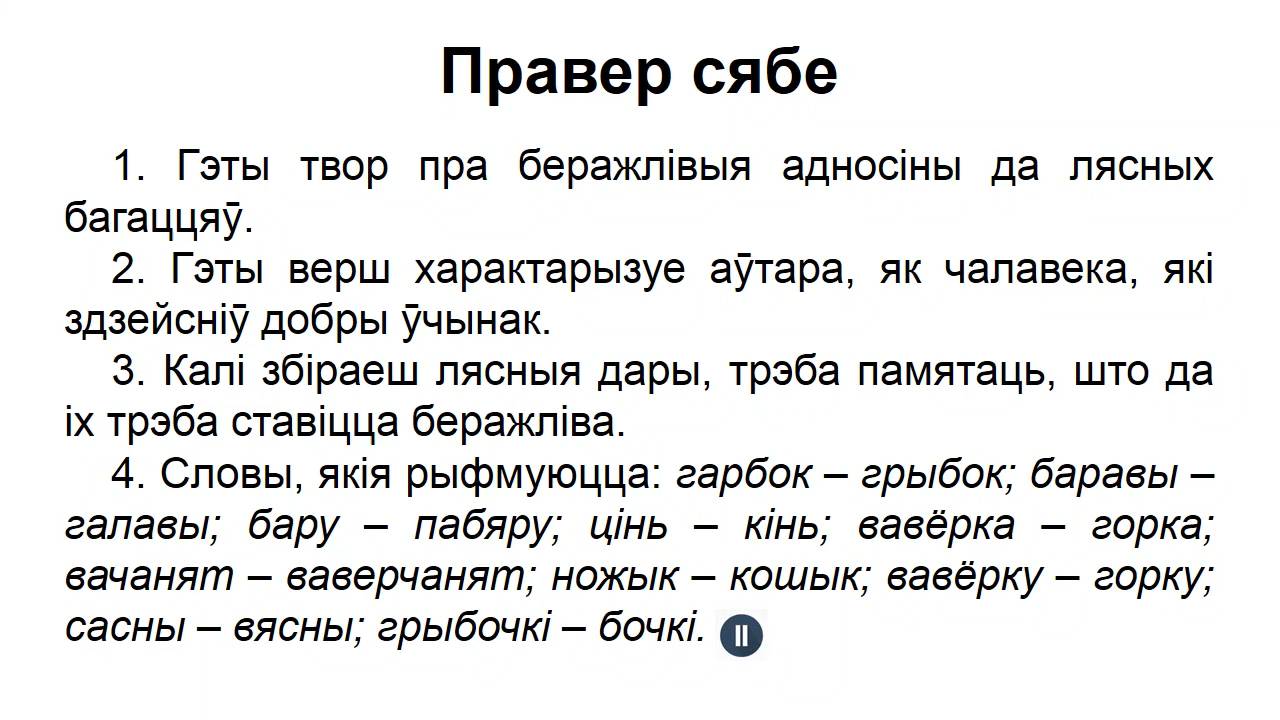 Правер сябе
1. Гэты твор пра беражлівыя адносіны да лясных
багаццяў.
2. Гэты верш характарызуе аўтара, як чалавека, які
здзейсніў добры ўчынак.
3. Калі збіраеш лясныя дары, трэба памятаць, што да
іх трэба ставіцца беражліва.
4. Словы, якія рыфмуюцца: гарбок – грыбок; баравы –
галавы; бару – пабяру; цінь – кінь; вавёрка – горка;
вачанят – ваверчанят; ножык – кошык; вавёрку – горку;
сасны – вясны; грыбочкі – бочкі.